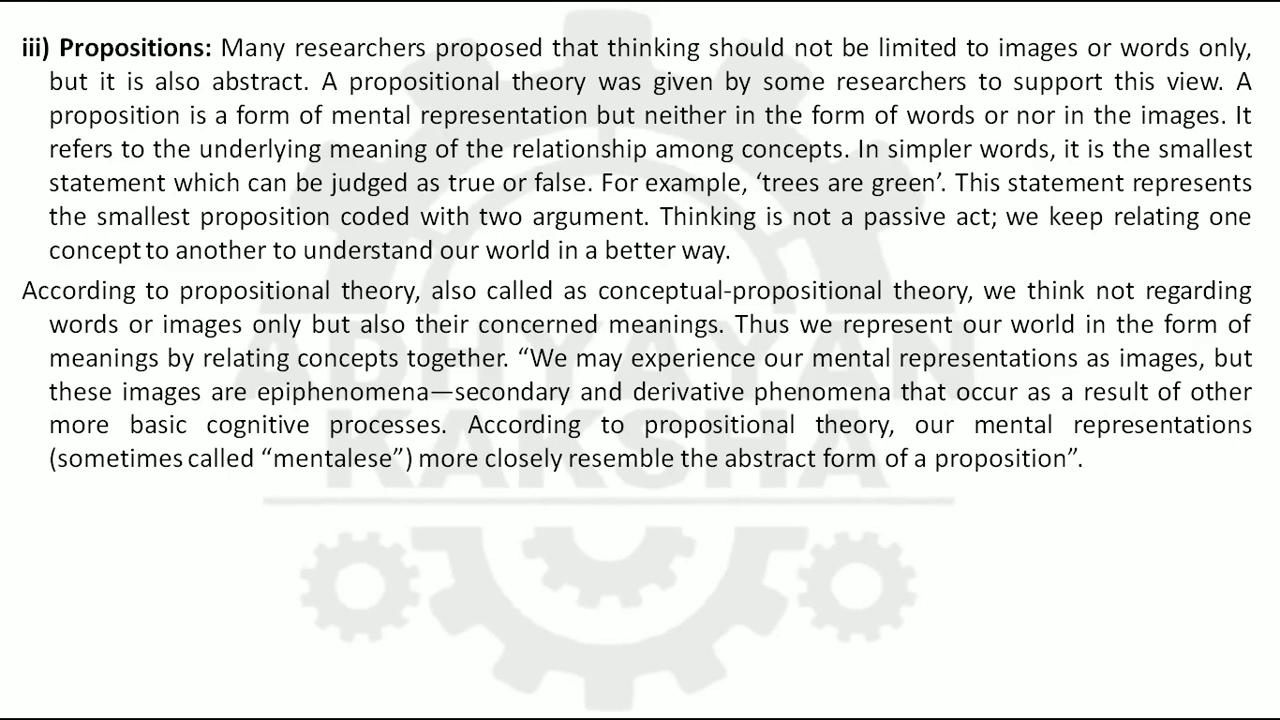 iii) Propositions: Many researchers proposed that thinking should not be limited to images or words only,
but it is also abstract. A propositional theory was given by some researchers to support this view. A
proposition is a form of mental representation but neither in the form of words or nor in the images. It
refers to the underlying meaning of the relationship among concepts. In simpler words, it is the smallest
statement which can be judged as true or false. For example, ‘trees are green’. This statement represents
the smallest proposition coded with two argument. Thinking is not a passive act; we keep relating one
concept to another to understand our world in a better way.
According to propositional theory, also called as conceptual-propositional theory, we think not regarding
words or images only but also their concerned meanings. Thus we represent our world in the form of
meanings by relating concepts together. “We may experience our mental representations as images, but
these images are epiphenomena—secondary and derivative phenomena that occur as a result of other
more basic cognitive processes. According to propositional theory, our mental representations
(sometimes called “mentalese”) more closely resemble the abstract form of a proposition”.
ADHYAYAN
KAKSHA